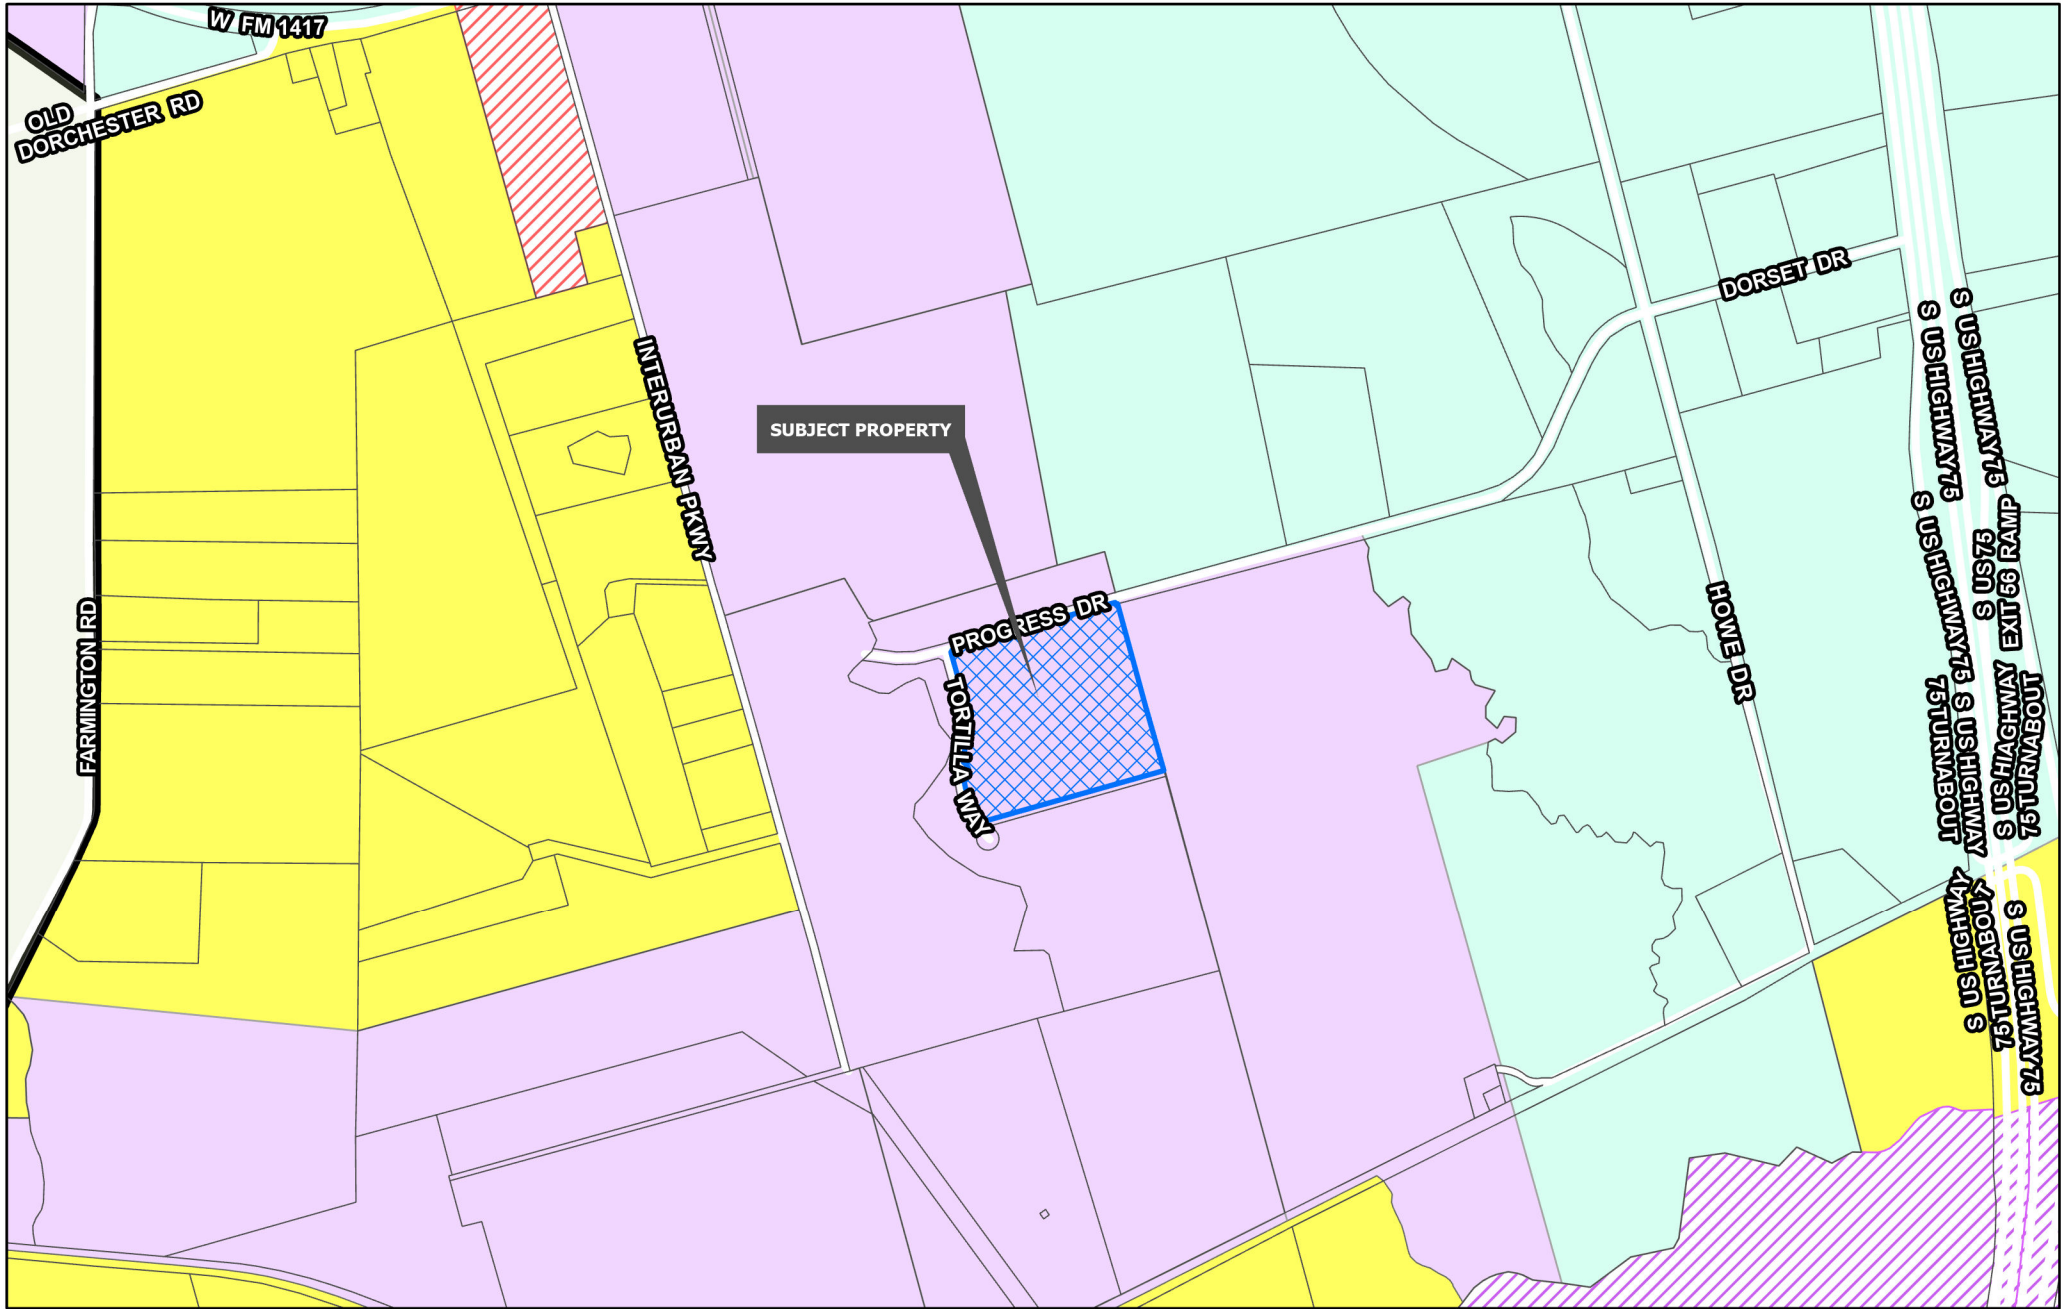 W FM 1417
OLD
DORCHESTER RD
DORSET DR
S US HIGHWAY 75
S US HIGHWAY 75
INTERURBAN PKWY
SUBJECT PROPERTY
S US HIGHWAY 75
S US 75
EXIT 56 RAMP
PROGRESS DR
FARMINGTON RD
HOWE DR
TORTILLA WAY
75 TURNABOUT
S US HIGHWAY
S US HIAGHWAY
75 TURNABOUT
S US HIGHWAY
75 TURNABOUT
S US HIGHWAY 75